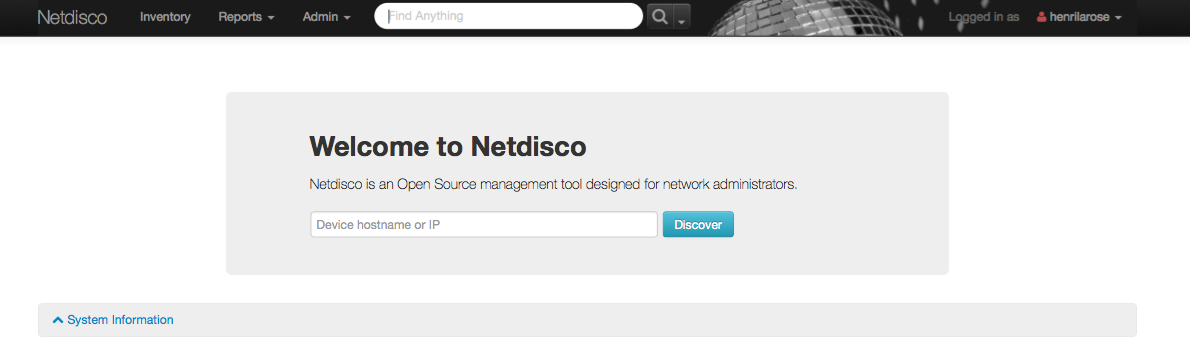 Netdisco Inventory Reports Admin Find Anything Logged in as henrilarose
Welcome to Netdisco
Netdisco is an Open Source management tool designed for network administrators.
Device hostname or IP Discover
System Information